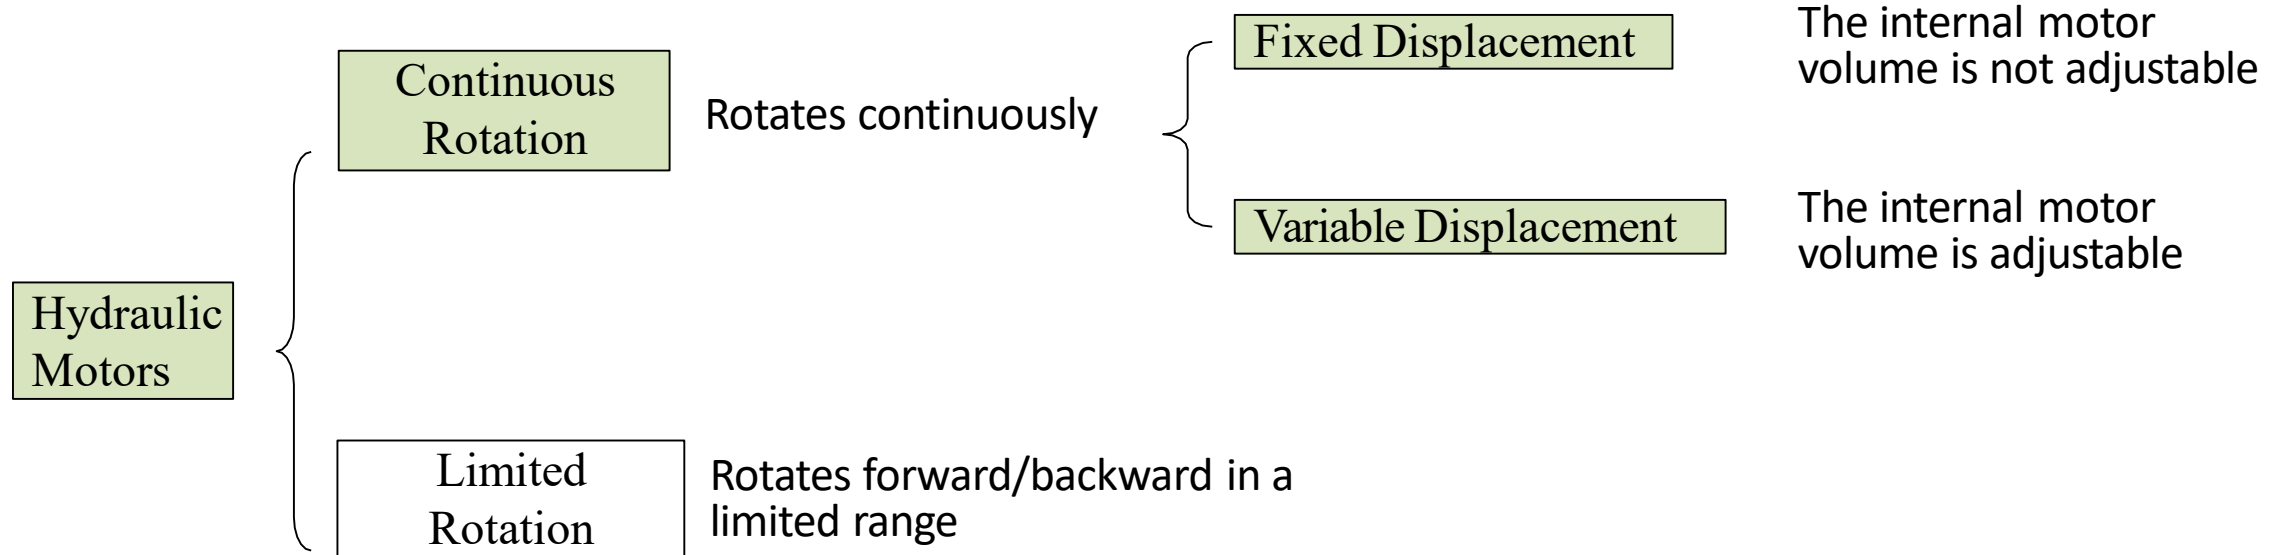 Hydraulic
Motors
Continuous
Rotation
Rotates continuously
Fixed Displacement
The internal motor
volume is not adjustable
Variable Displacement
The internal motor
volume is adjustable
Limited
Rotation
Rotates forward/backward in a
limited range